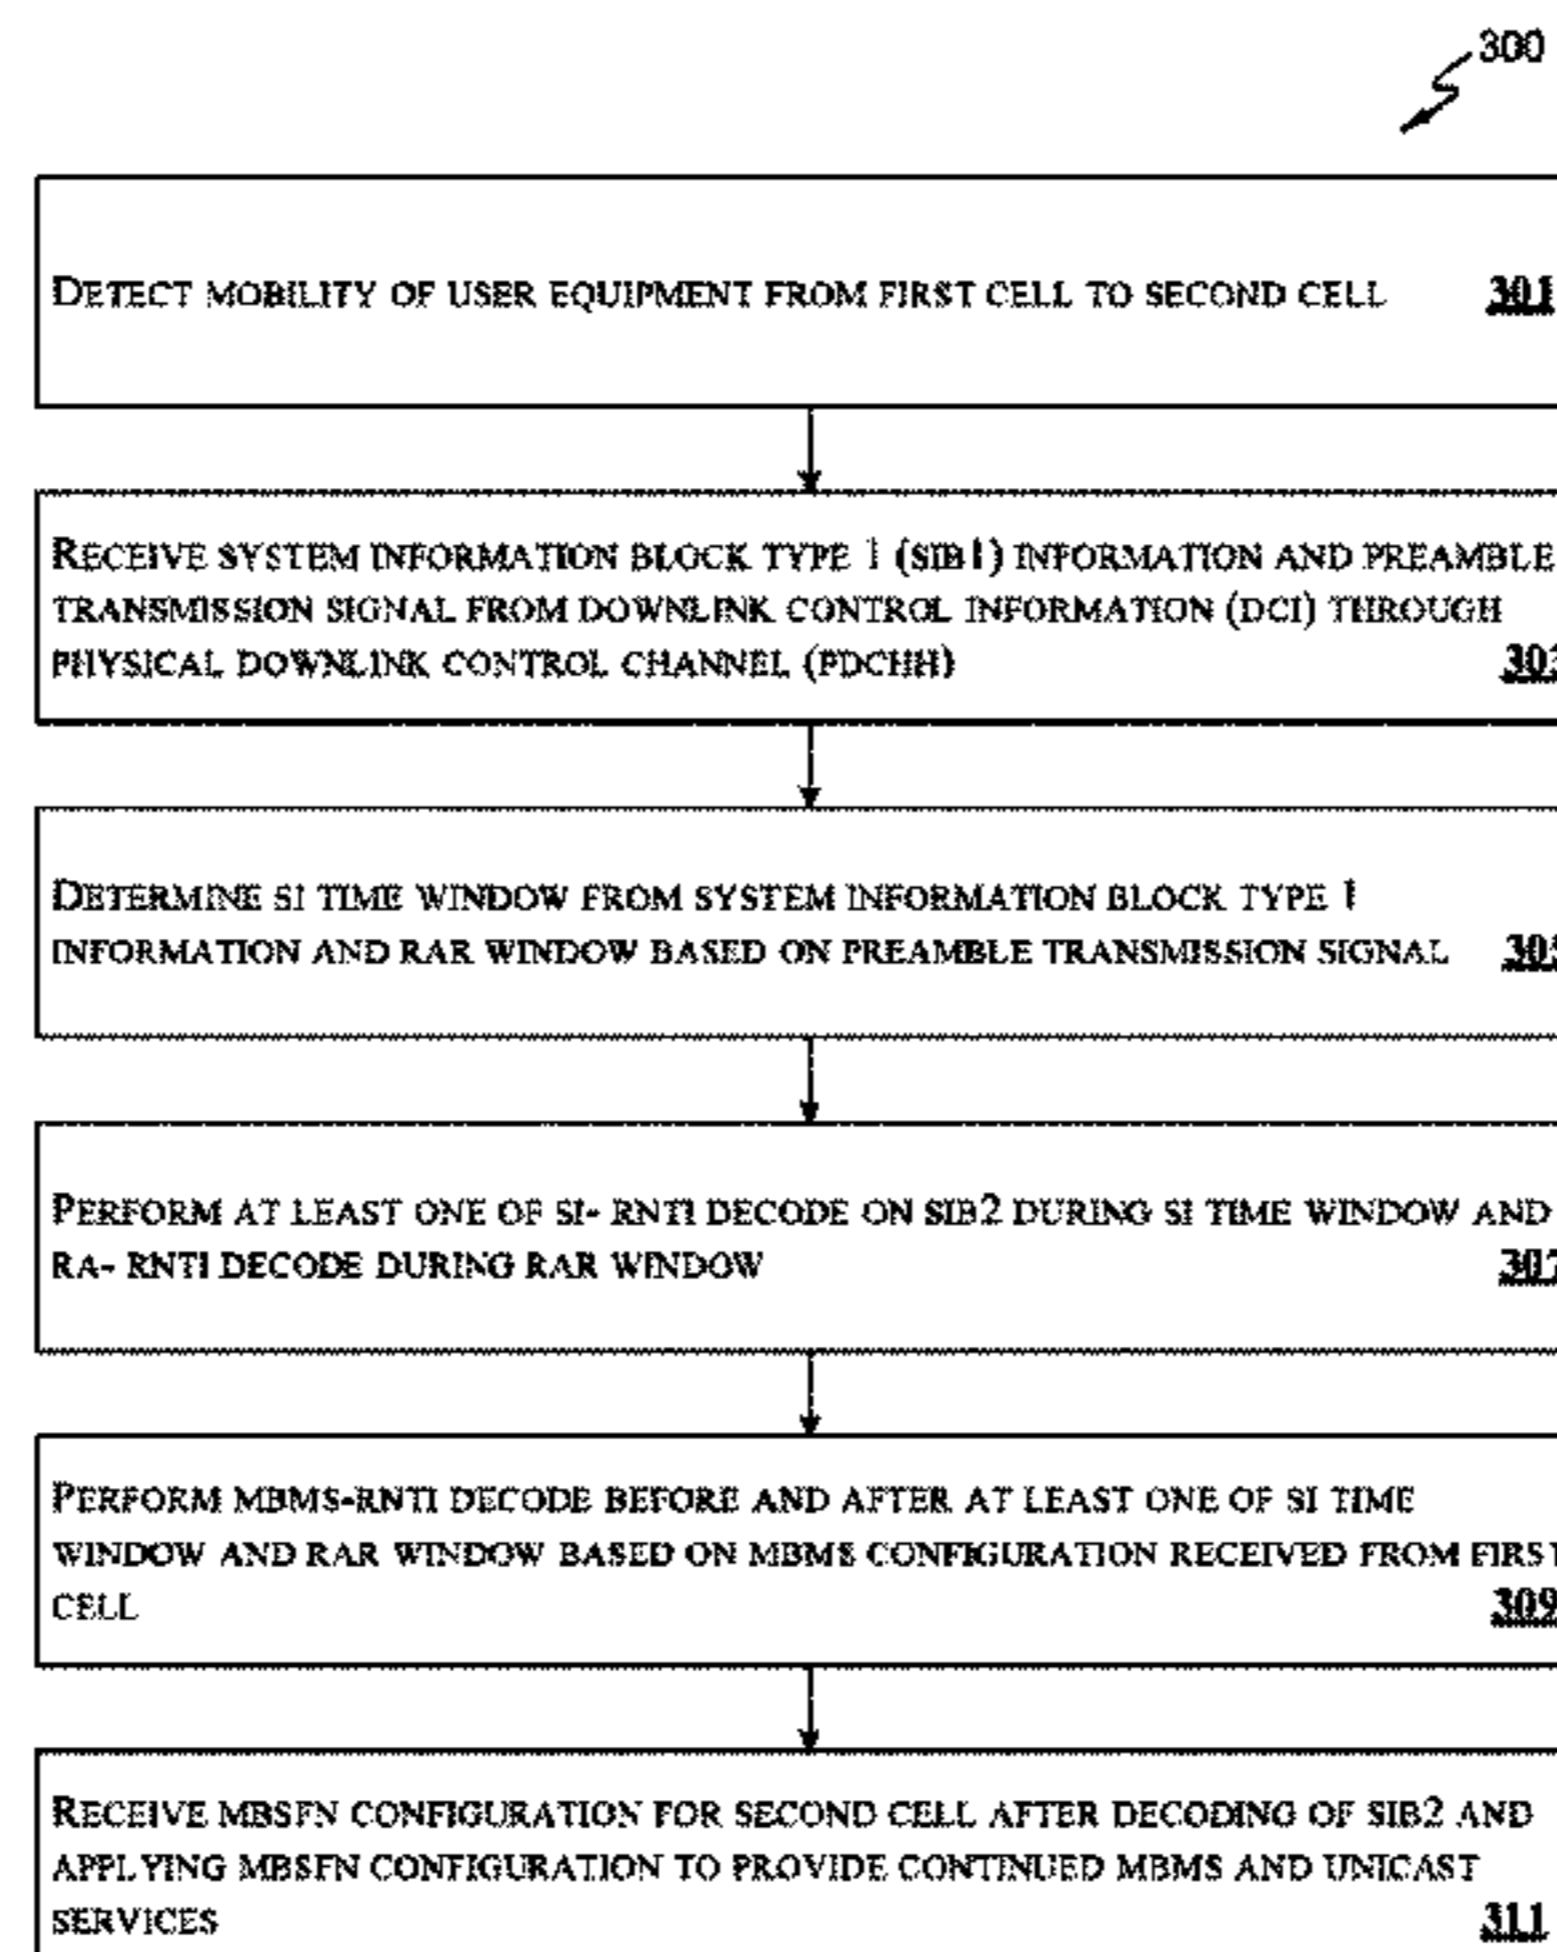 300
DETECT MOBILITY OF USER EQUIPMENT FROM FIRST CELL TO SECOND CELL 301
RECEIVE SYSTEM INFORMATION BLOCK TYPE 1 (SIB1) INFORMATION AND PREAMBLE
TRANSMISSION SIGNAL FROM DOWNLINK CONTROL INFORMATION (DCI) THROUGH
PHYSICAL DOWNLINK CONTROL CHANNEL (PDCHH) 303
DETERMINE SI TIME WINDOW FROM SYSTEM INFORMATION BLOCK TYPE 1
INFORMATION AND RAR WINDOW BASED ON PREAMBLE TRANSMISSION SIGNAL 305
PERFORM AT LEAST ONE OF SI- RNTI DECODE ON SIB2 DURING SI TIME WINDOW AND
RA- RNTI DECODE DURING RAR WINDOW 307
PERFORM MBMS-RNTI DECODE BEFORE AND AFTER AT LEAST ONE OF SI TIME
WINDOW AND RAR WINDOW BASED ON MBMS CONFIGURATION RECEIVED FROM FIRST
CELL 309
RECEIVE MBSFN CONFIGURATION FOR SECOND CELL AFTER DECODING OF SIB2 AND
APPLYING MBSFN CONFIGURATION TO PROVIDE CONTINUED MBMS AND UNICAST
SERVICES 311